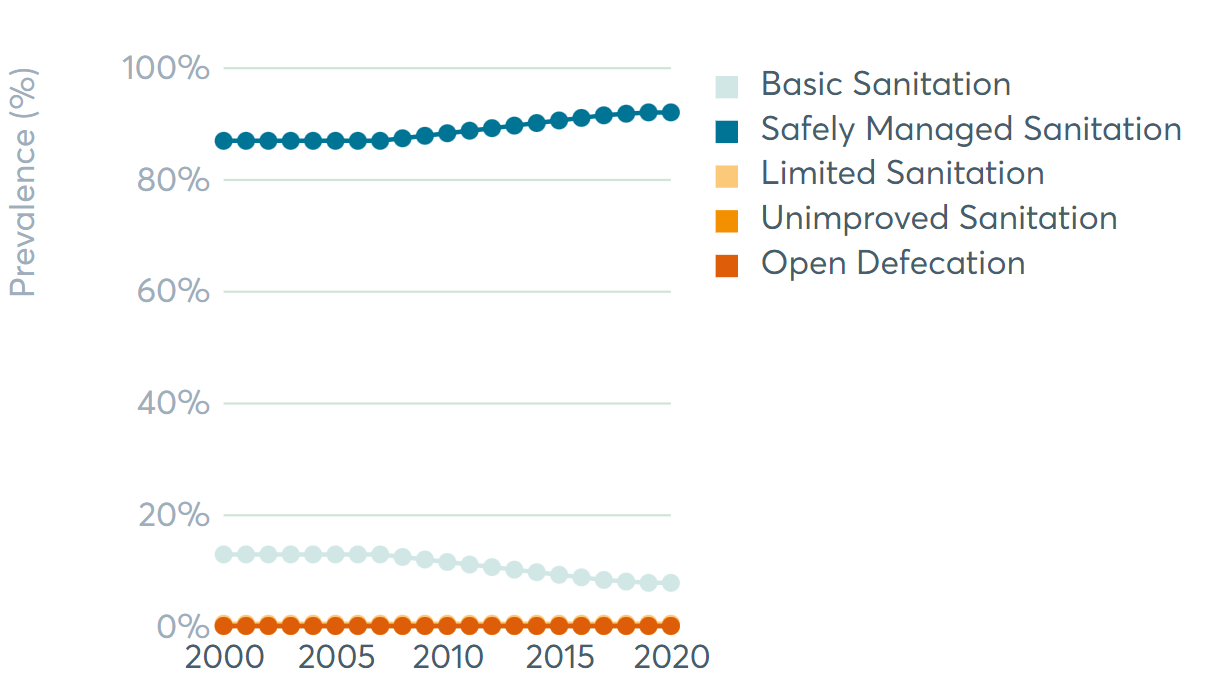 Prevalence (%)
100%
80%
60%
40%
20%
0%
2000 2005 2010 2015 2020
Basic Sanitation
Safely Managed Sanitation
Limited Sanitation
Unimproved Sanitation
Open Defecation